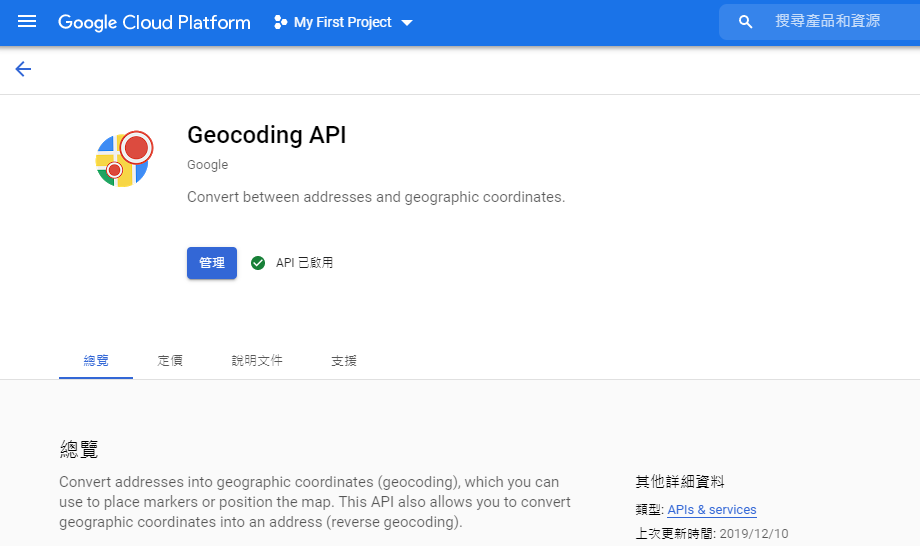 Google Cloud Platform
My First Project
搜尋產品和資源
Geocoding API
Google
Convert between addresses and geographic coordinates.
管理
API 已啟用
總覽
定價
說明文件
支援
總覽
Convert addresses into geographic coordinates (geocoding), which you can
use to place markers or position the map. This API also allows you to convert
geographic coordinates into an address (reverse geocoding).
其他詳細資料
類型: APIs & services
上次更新時間: 2019/12/10